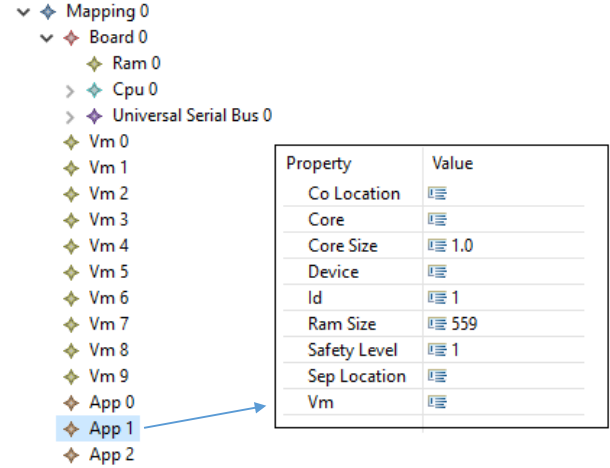 Mapping 0
Board 0
Ram 0
Cpu 0
Universal Serial Bus 0
Vm 0
Vm 1
Vm 2
Vm 3
Vm 4
Vm 5
Vm 6
Vm 7
Vm 8
Vm 9
App 0
App 1
App 2
Property Value
Co Location
Core
Core Size 1.0
Device
Id 1
Ram Size 559
Safety Level 1
Sep Location
Vm